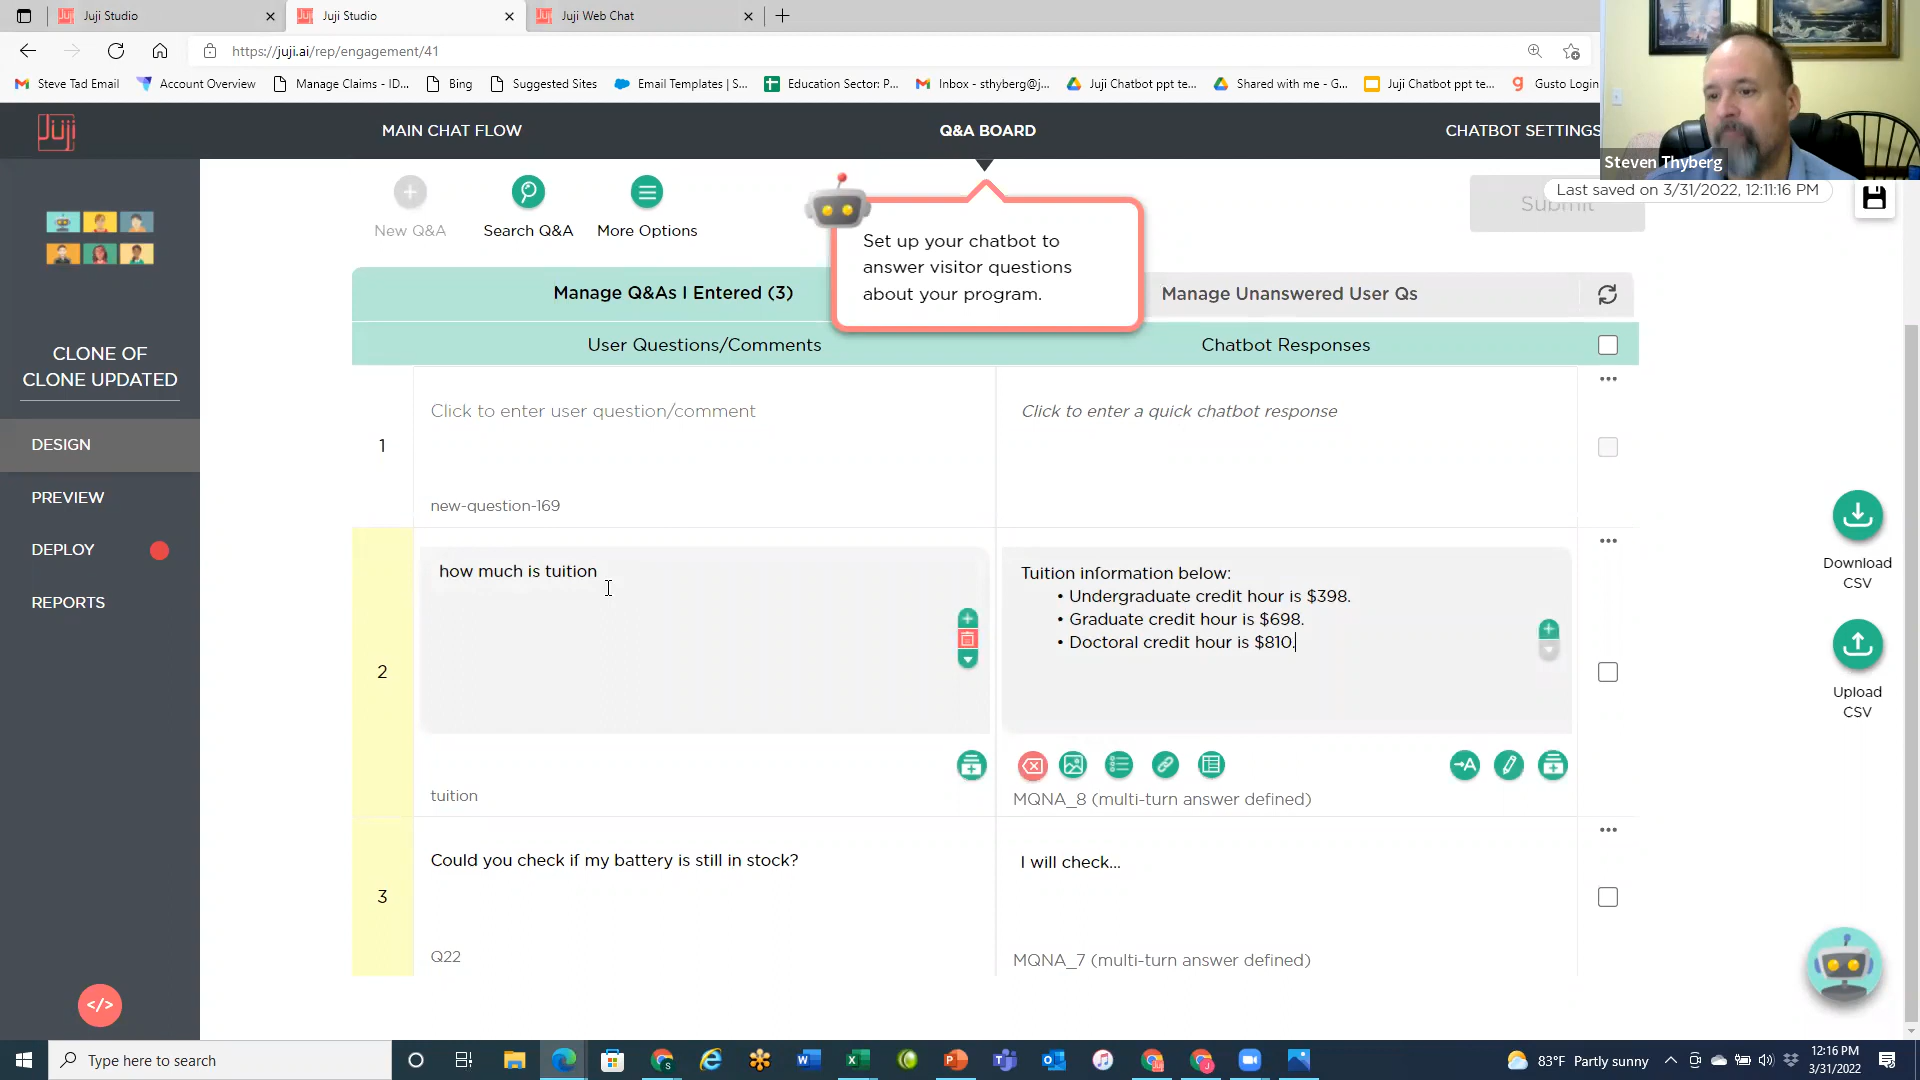 Juji Studio
Juji Studio
Juji Web Chat
https://juji.ai/rep/engagement/41
Steve Tad Email
Account Overview
Manage Claims - ID...
Bing
Suggested Sites
Email Templates | S...
Education Sector: P...
Inbox - sthyberg@j...
Juji Chatbot ppt te...
Shared with me - G...
Juji Chatbot ppt te...
Gusto Login
Juji
MAIN CHAT FLOW
Q&A BOARD
CHATBOT SETTINGS
Steven Thyberg
Last saved on 3/31/2022, 12:11:16 PM
Submit
New Q&A
Search Q&A
More Options
Set up your chatbot to
answer visitor questions
about your program.
Manage Q&As I Entered (3)
Manage Unanswered User Qs
User Questions/Comments
Chatbot Responses
CLONE OF
CLONE UPDATED
DESIGN
PREVIEW
DEPLOY
REPORTS
1
Click to enter user question/comment
Click to enter a quick chatbot response
new-question-169
2
how much is tuition
Tuition information below:
• Undergraduate credit hour is $398.
• Graduate credit hour is $698.
• Doctoral credit hour is $810.
tuition
MQNA_8 (multi-turn answer defined)
3
Could you check if my battery is still in stock?
I will check...
Q22
MQNA_7 (multi-turn answer defined)
Download
CSV
Upload
CSV
</>
Type here to search
83°F Partly sunny
12:16 PM
3/31/2022